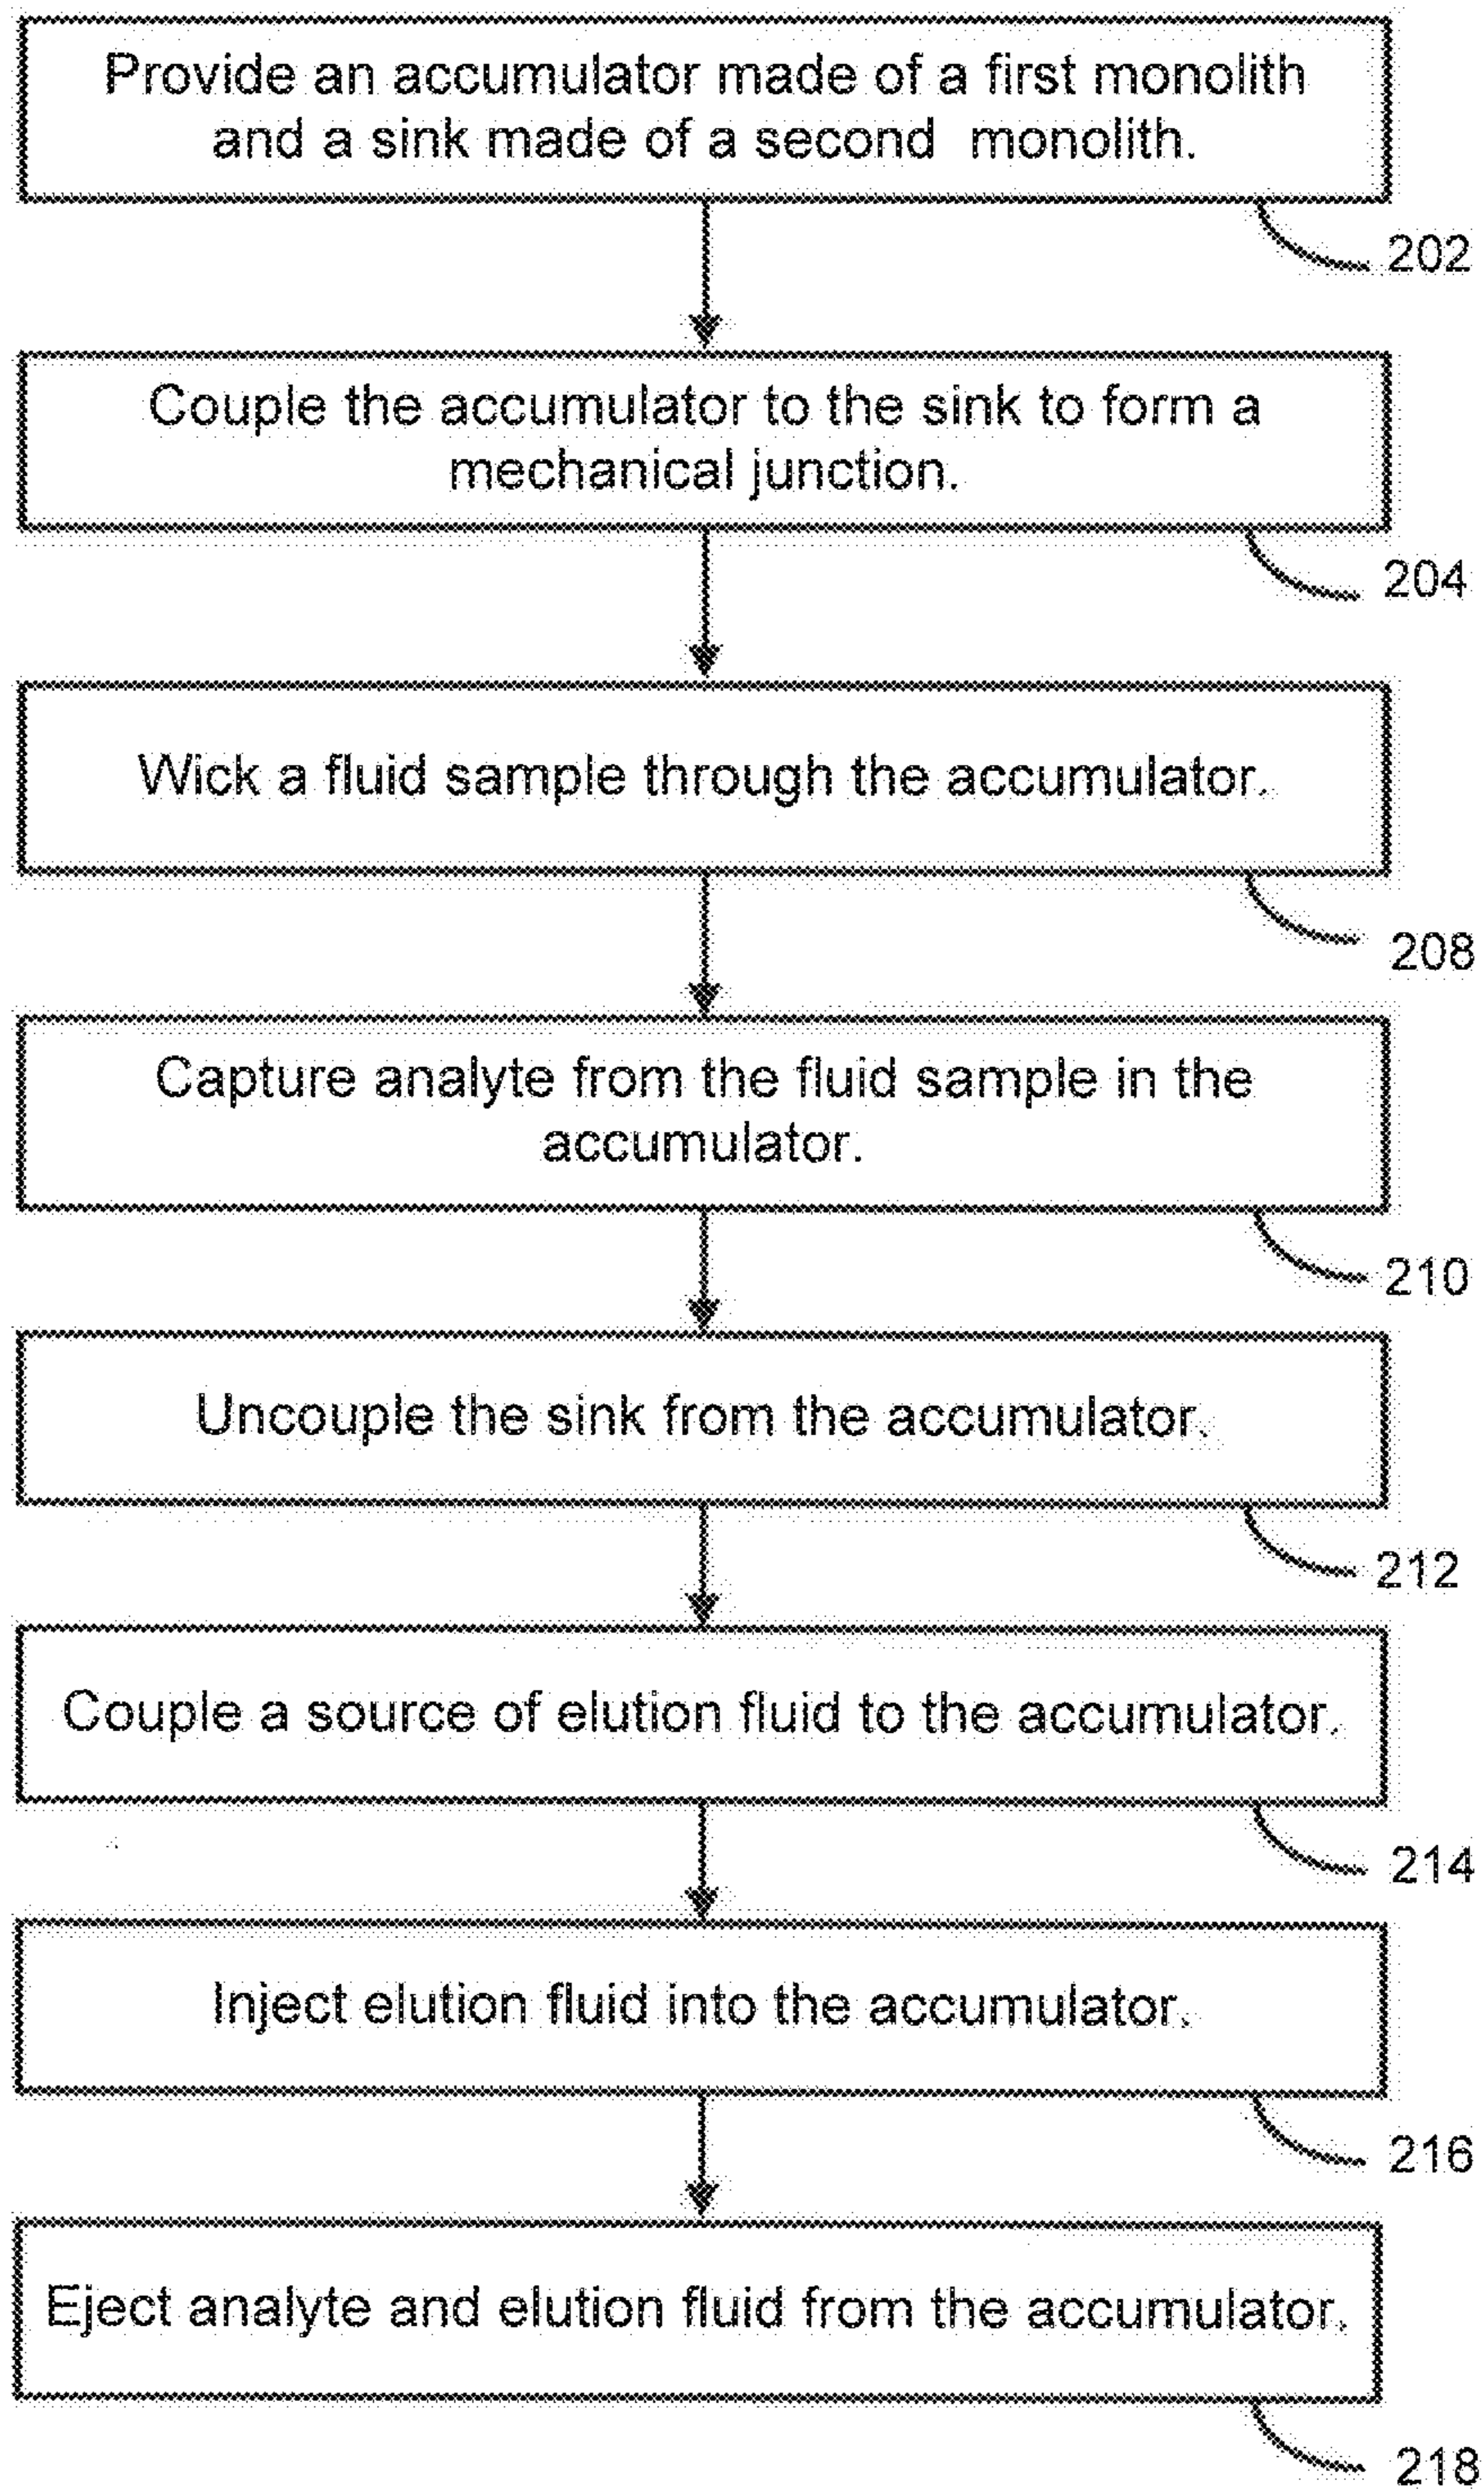 Provide an accumulator made of a first monolith
and a sink made of a second monolith.
202
Couple the accumulator to the sink to form a
mechanical junction.
204
Wick a fluid sample through the accumulator.
208
Capture analyte from the fluid sample in the
accumulator.
210
Uncouple the sink from the accumulator.
212
Couple a source of elution fluid to the accumulator.
214
Inject elution fluid into the accumulator.
216
Eject analyte and elution fluid from the accumulator.
218